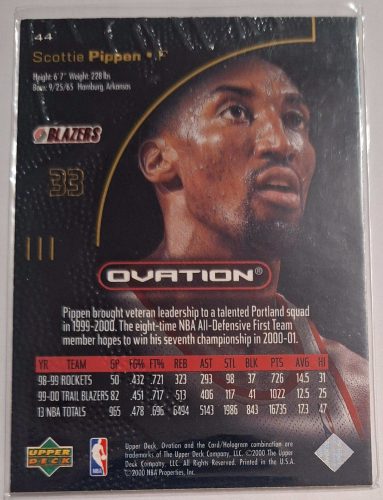 44
Scottie Pippen • F
Height: 6' 7" Weight: 228 lbs
Born: 9/25/65 Hamburg, Arkansas
BLAZERS
33
OVATION®
Pippen brought veteran leadership to a talented Portland squad
in 1999-2000. The eight-time NBA All-Defensive First Team
member hopes to win his seventh championship in 2000-01.
YR TEAM GP FG% FT% REB AST STL BLK PTS AVG HI
98-99 ROCKETS 50 .432 .721 323 293 98 37 726 14.5 31
99-00 TRAIL BLAZERS 82 .451 .717 513 406 117 41 1022 12.5 25
13 NBA TOTALS 965 .478 .696 6494 5143 1986 843 16735 17.3 47
UPPER
DECK
NBA
Upper Deck, Ovation and the Card/Hologram combination are
trademarks of The Upper Deck Company, LLC. ©2000 The Upper
Deck Company, LLC. All Rights Reserved. Printed in the U.S.A.
©2000 NBA Properties, Inc.